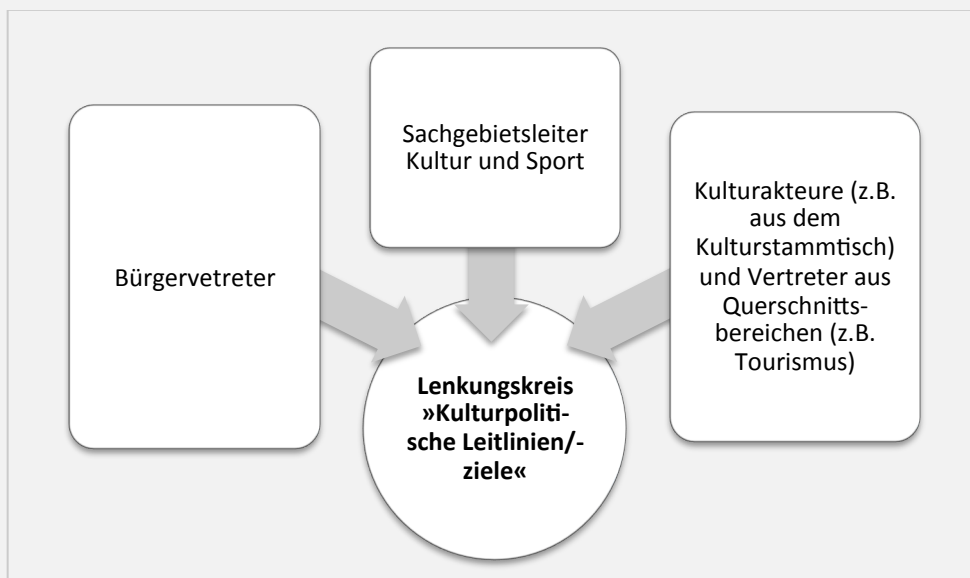 Bürgervetreter
Sachgebietsleiter
Kultur und Sport
Kulturakteure (z.B.
aus dem
Kulturstammtisch)
und Vertreter aus
Querschnitts-
bereichen (z.B.
Tourismus)
Lenkungskreis
»Kulturpoliti-
sche Leitlinien/-
ziele«